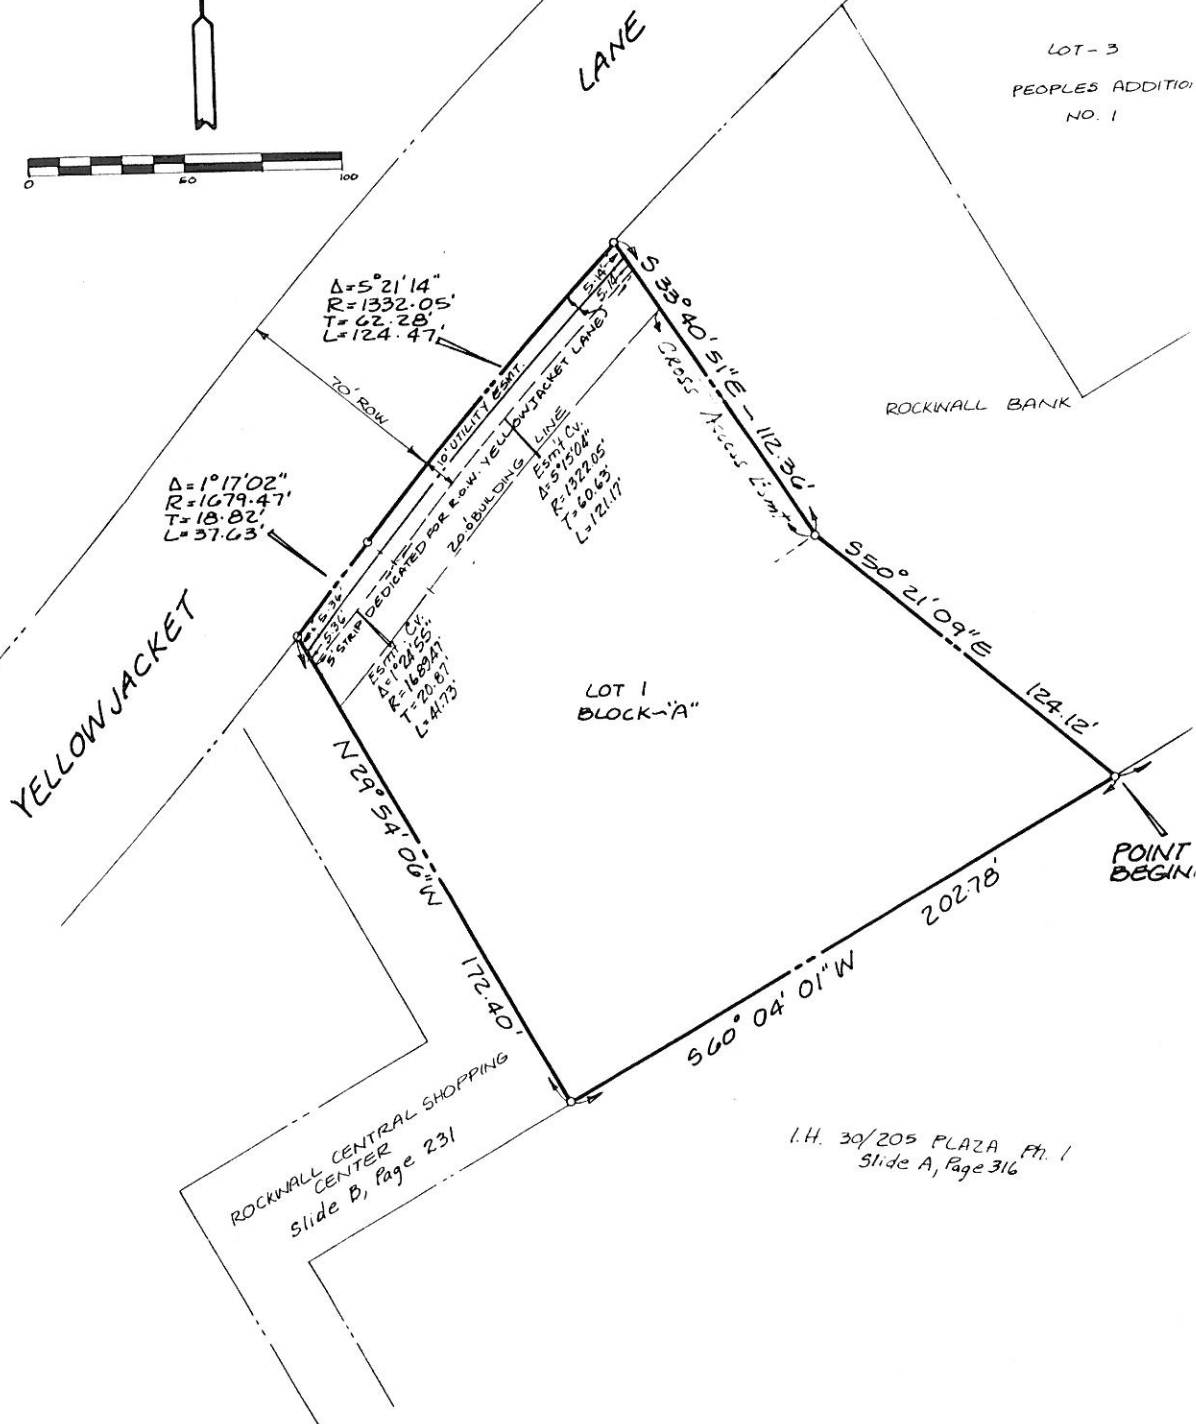 LANE
LOT-3
PEOPLES ADDITIO
NO. 1
0 50 100
Δ=5°21'14"
R=1332.05'
T=62.28'
L=124.47'
5.14'
5.14'
S 33°40'51"E - 112.36'
Cross Access Esmt
70' ROW
10' UTILITY ESMT.
5' STRIP DEDICATED FOR R.O.W. YELLOWJACKET LANE)
20.0 BUILDING LINE
Esm't Cv.
Δ=5°15'04"
R=1322.05'
T=60.63'
L=121.17'
ROCKWALL BANK
Δ=1°17'02"
R=1679.47'
T=18.82'
L=37.63'
5.36'
5.36'
Esm't. Cv.
Δ=1°24'55"
R=1689.47'
T=20.87'
L=41.73'
S50°21'09"E
124.12'
YELLOWJACKET
LOT 1
BLOCK-"A"
N29°54'06"W
172.40'
POINT
BEGIN
202.78'
S60°04'01"W
ROCKWALL CENTRAL SHOPPING
CENTER
Slide B, Page 231
I.H. 30/205 PLAZA Ph. 1
Slide A, Page 316